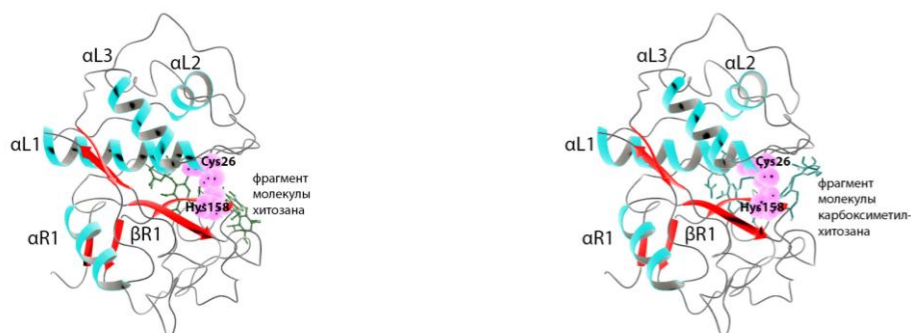 αL3
αL2
αL1
Cys26
фрагмент
молекулы
хитозана
Hys158
αR1
βR1
αL3
αL2
αL1
Cys26
фрагмент
молекулы
карбоксиметил-
хитозана
Hys158
αR1
βR1